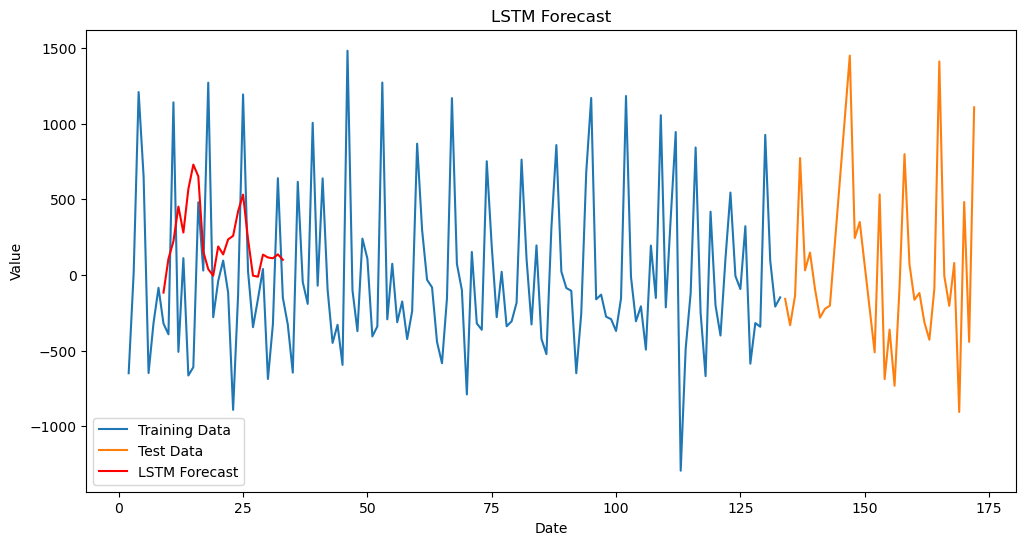 LSTM Forecast
1500
1000
500
0
−500
−1000
Value
Training Data
Test Data
LSTM Forecast
0 25 50 75 100 125 150 175
Date